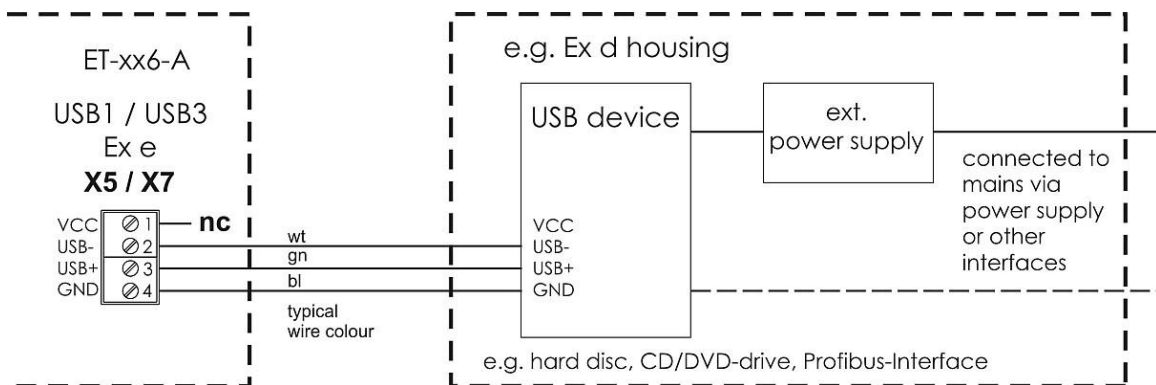 ET-xx6-A
USB1 / USB3
Ex e
X5 / X7
VCC 1 nc
USB- 2
USB+ 3
GND 4
wt
gn
bl
typical
wire colour
e.g. Ex d housing
USB device
VCC
USB-
USB+
GND
ext.
power supply
connected to
mains via
power supply
or other
interfaces
e.g. hard disc, CD/DVD-drive, Profibus-Interface